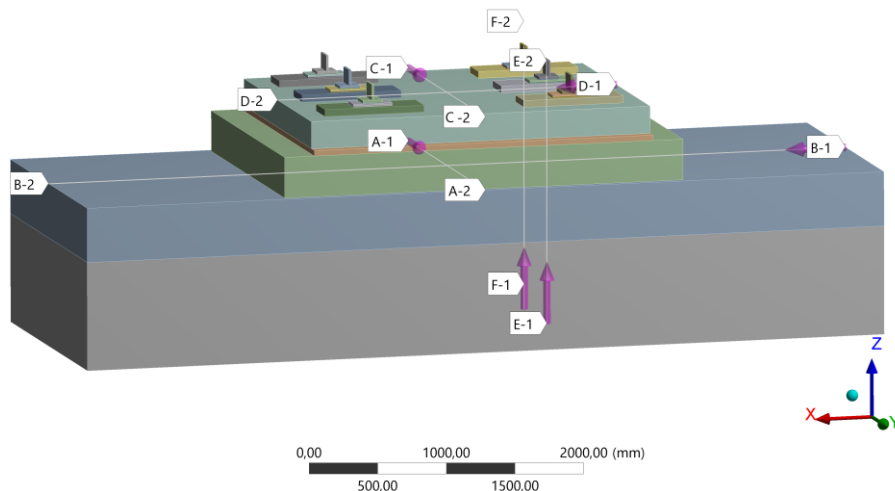 F-2
E-2
C-1
D-1
D-2
C-2
A-1
B-1
A-2
B-2
F-1
E-1
Z
X
Y
0,00 1000,00 2000,00 (mm)
500,00 1500,00